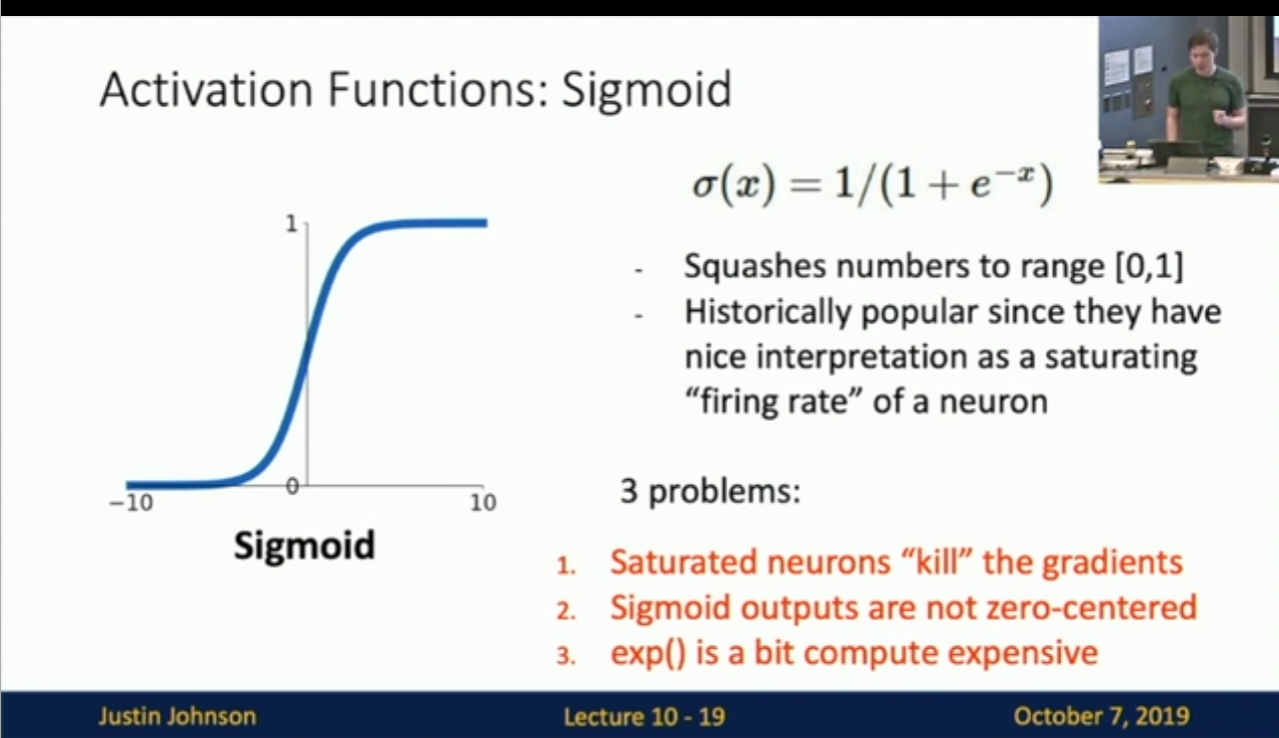 Activation Functions: Sigmoid
σ(x) = 1/(1 + e^{-x})
1
0
−10
10
Sigmoid
- Squashes numbers to range [0,1]
- Historically popular since they have
nice interpretation as a saturating
“firing rate” of a neuron
3 problems:
1. Saturated neurons “kill” the gradients
2. Sigmoid outputs are not zero-centered
3. exp() is a bit compute expensive
Justin Johnson
Lecture 10 - 19
October 7, 2019